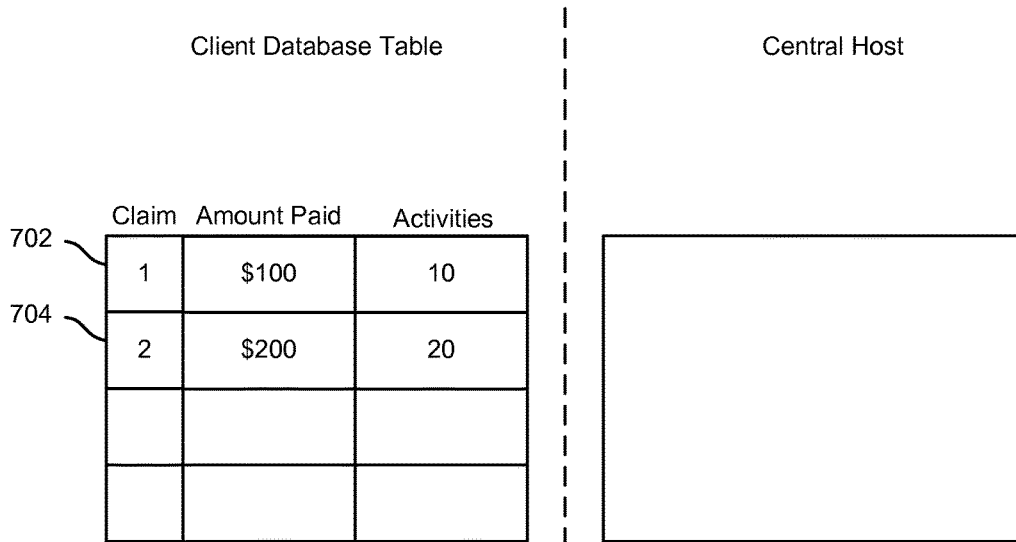 Client Database Table Central Host
Claim Amount Paid Activities
702
1 $100 10
704
2 $200 20